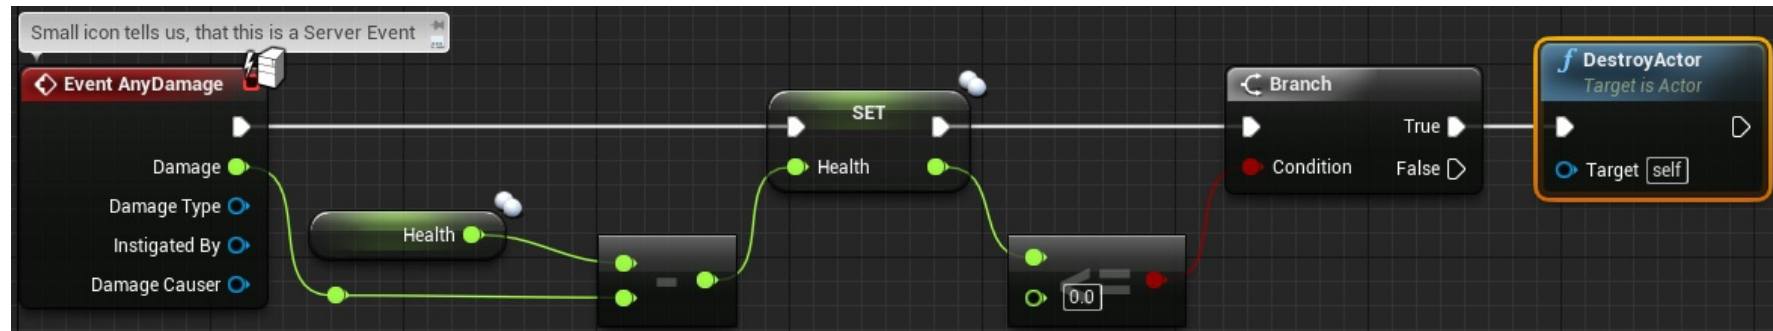 Small icon tells us, that this is a Server Event
Event AnyDamage
Damage
Damage Type
Instigated By
Damage Causer
Health
-
SET
Health
<=
0.0
Branch
True
Condition
False
f DestroyActor
Target is Actor
Target self